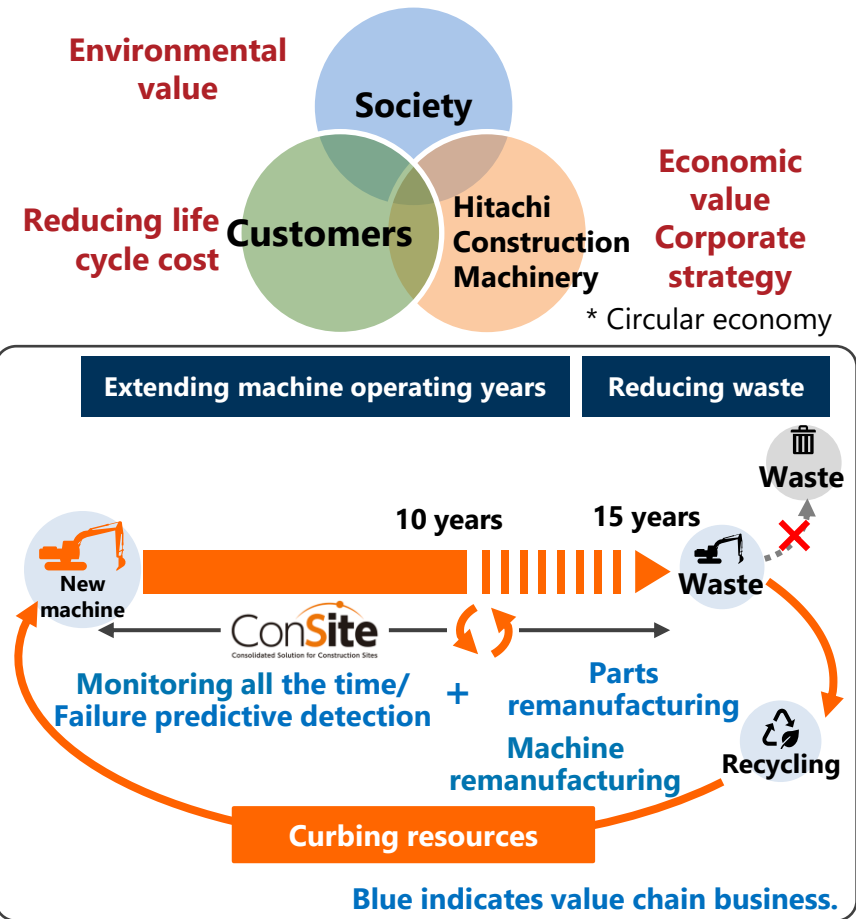 Environmental
value
Society
Reducing life
cycle cost
Customers
Hitachi
Construction
Machinery
Economic
value
Corporate
strategy
* Circular economy
Extending machine operating years
Reducing waste
Waste
10 years
15 years
New
machine
Waste
ConSite
Consolidated Solution for Construction Sites
Monitoring all the time/
Failure predictive detection
+
Parts
remanufacturing
Machine
remanufacturing
Recycling
Curbing resources
Blue indicates value chain business.